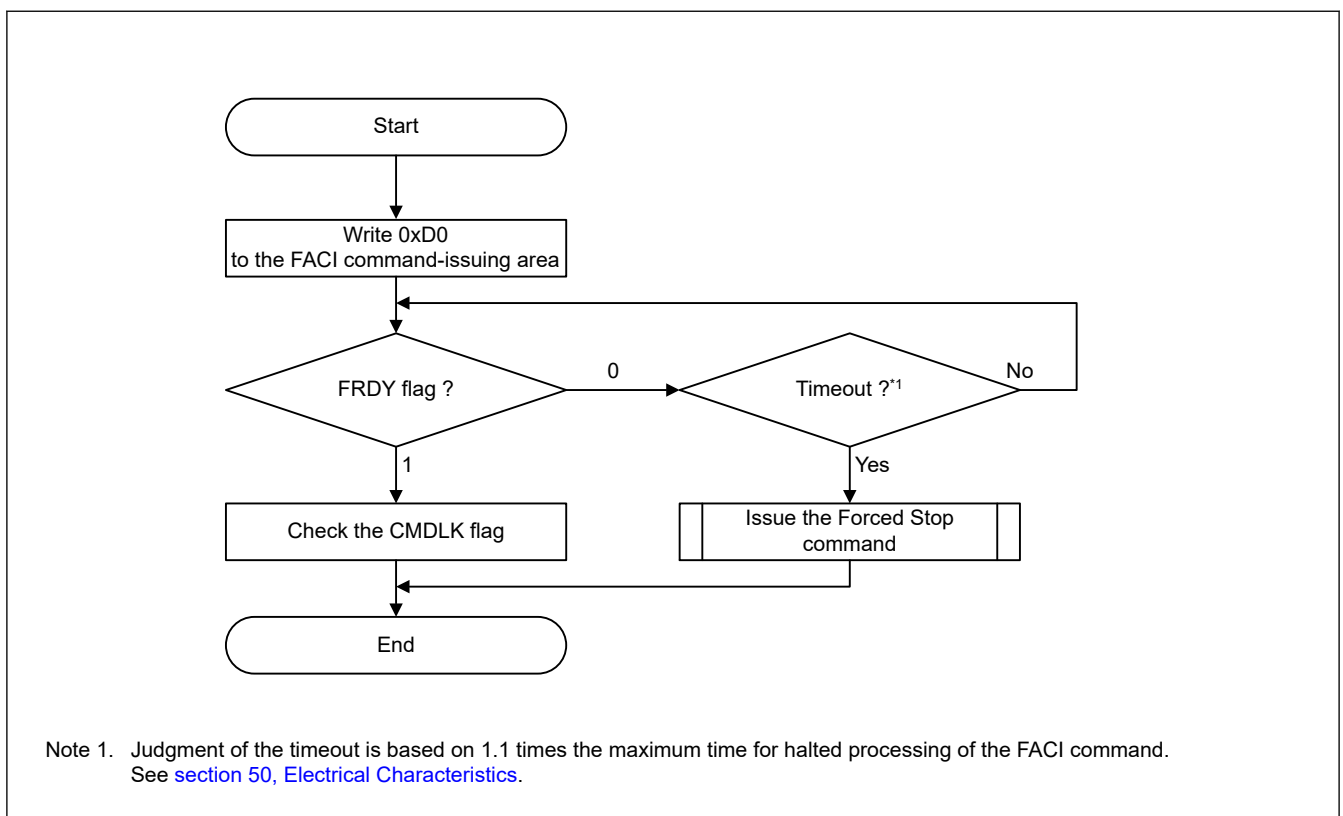 Start
Write 0xD0
to the FACI command-issuing area
FRDY flag ?
0
Timeout ?*1
No
1
Yes
Check the CMDLK flag
Issue the Forced Stop
command
End
Note 1. Judgment of the timeout is based on 1.1 times the maximum time for halted processing of the FACI command.
See section 50, Electrical Characteristics.